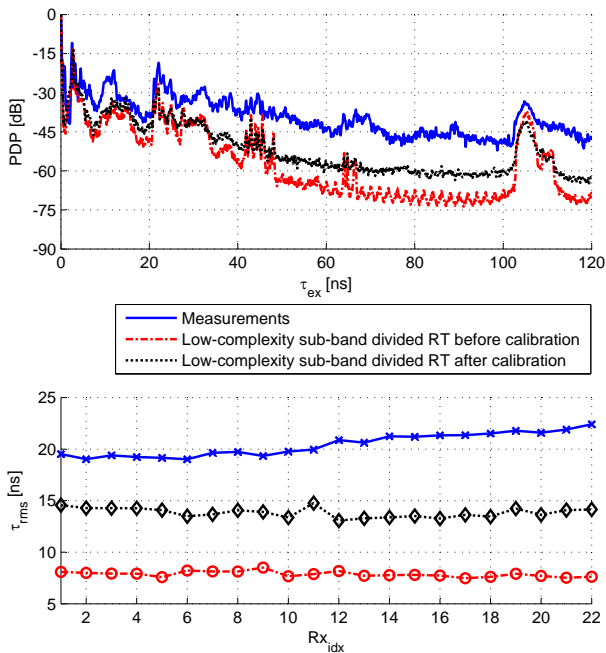 -0
-15
-30
-45
-60
-75
-90
PDP [dB]
0 20 40 60 80 100 120
τex [ns]
Measurements
Low-complexity sub-band divided RT before calibration
Low-complexity sub-band divided RT after calibration
25
20
15
10
5
τrms [ns]
2 4 6 8 10 12 14 16 18 20 22
Rxidx